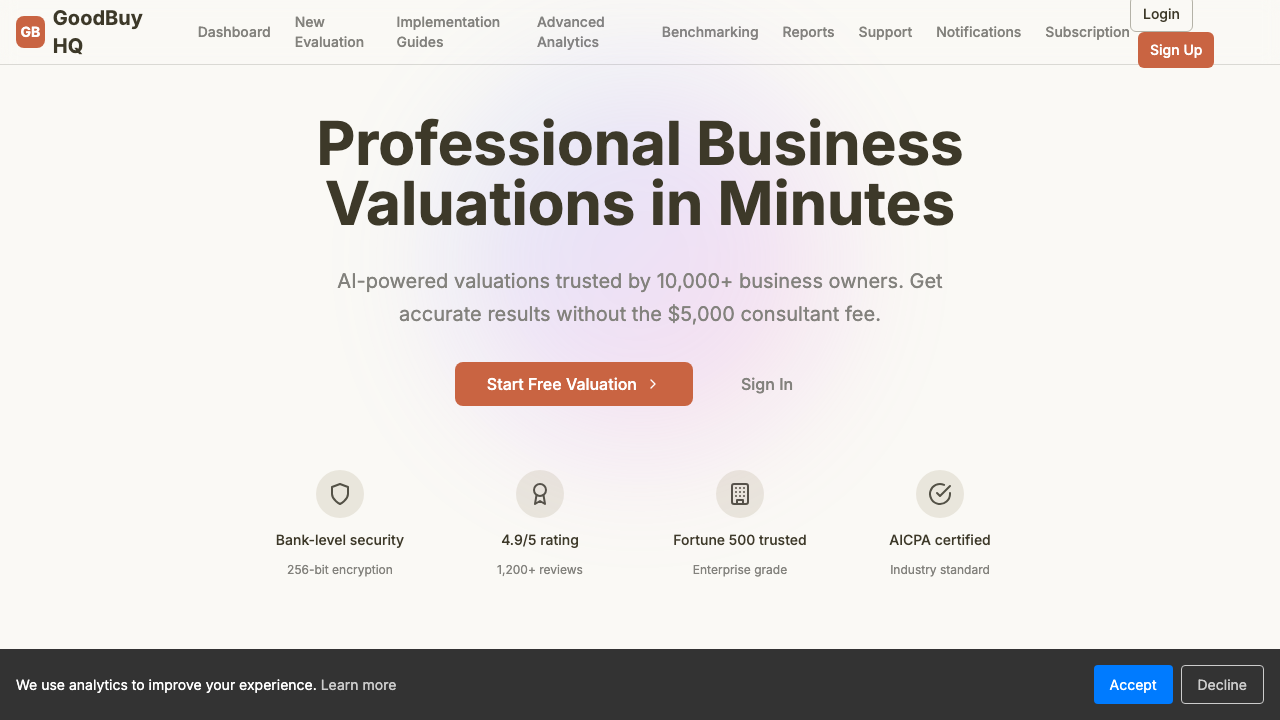 GB
GoodBuy
HQ
Dashboard
New
Evaluation
Implementation
Guides
Advanced
Analytics
Benchmarking
Reports
Support
Notifications
Subscription
Login
Sign Up
Professional Business
Valuations in Minutes
AI-powered valuations trusted by 10,000+ business owners. Get
accurate results without the $5,000 consultant fee.
Start Free Valuation
Sign In
Bank-level security
256-bit encryption
4.9/5 rating
1,200+ reviews
Fortune 500 trusted
Enterprise grade
AICPA certified
Industry standard
We use analytics to improve your experience. Learn more
Accept
Decline